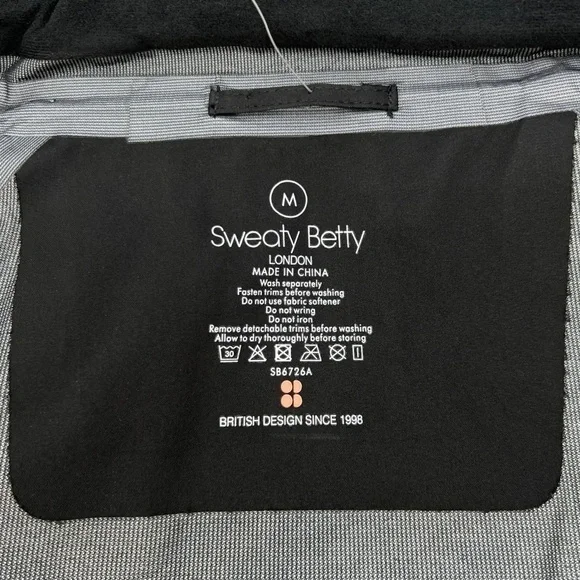 M
Sweaty Betty
LONDON
MADE IN CHINA
Wash separately
Fasten trims before washing
Do not use fabric softener
Do not wring
Do not iron
Remove detachable trims before washing
Allow to dry thoroughly before storing
30
SB6726A
BRITISH DESIGN SINCE 1998